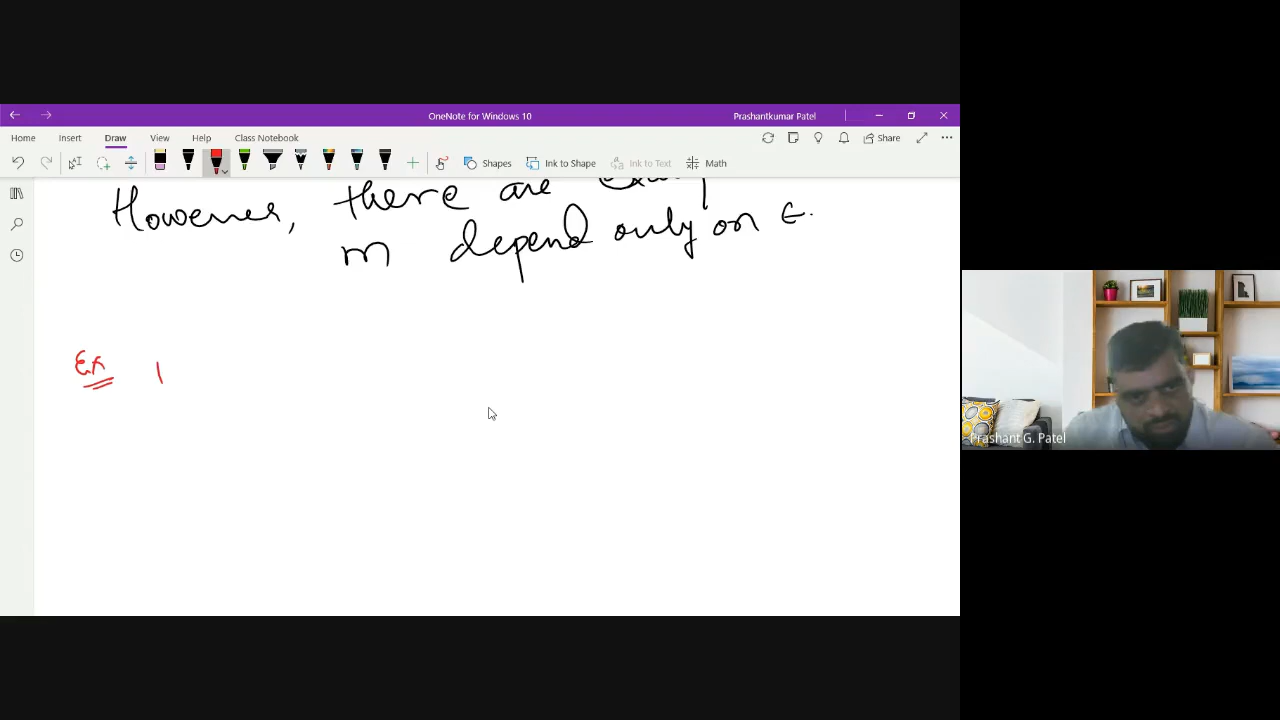 OneNote for Windows 10
Prashantkumar Patel
Home Insert Draw View Help Class Notebook Share
Shapes Ink to Shape Ink to Text Math
However, there are
m depend only on ε.
Ex 1
Prashant G. Patel